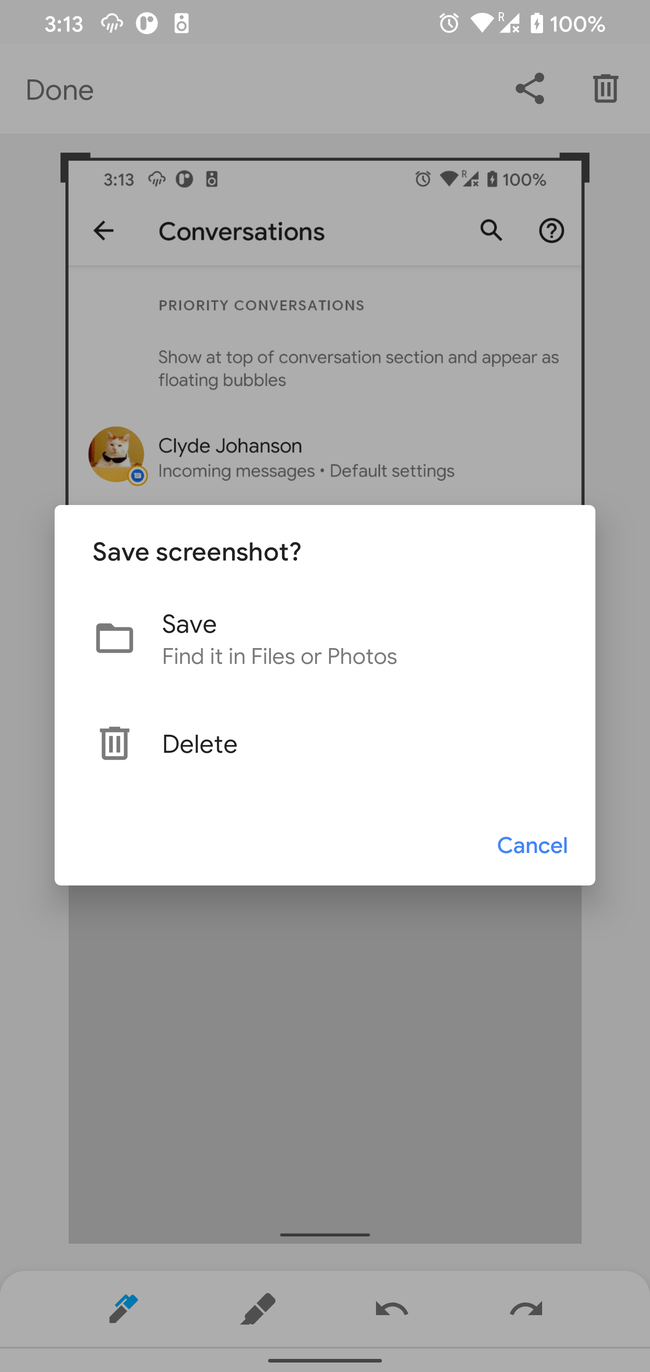 3:13 R 100%
Done
3:13 R 100%
Conversations
PRIORITY CONVERSATIONS
Show at top of conversation section and appear as
floating bubbles
Clyde Johanson
Incoming messages • Default settings
Save screenshot?
Save
Find it in Files or Photos
Delete
Cancel